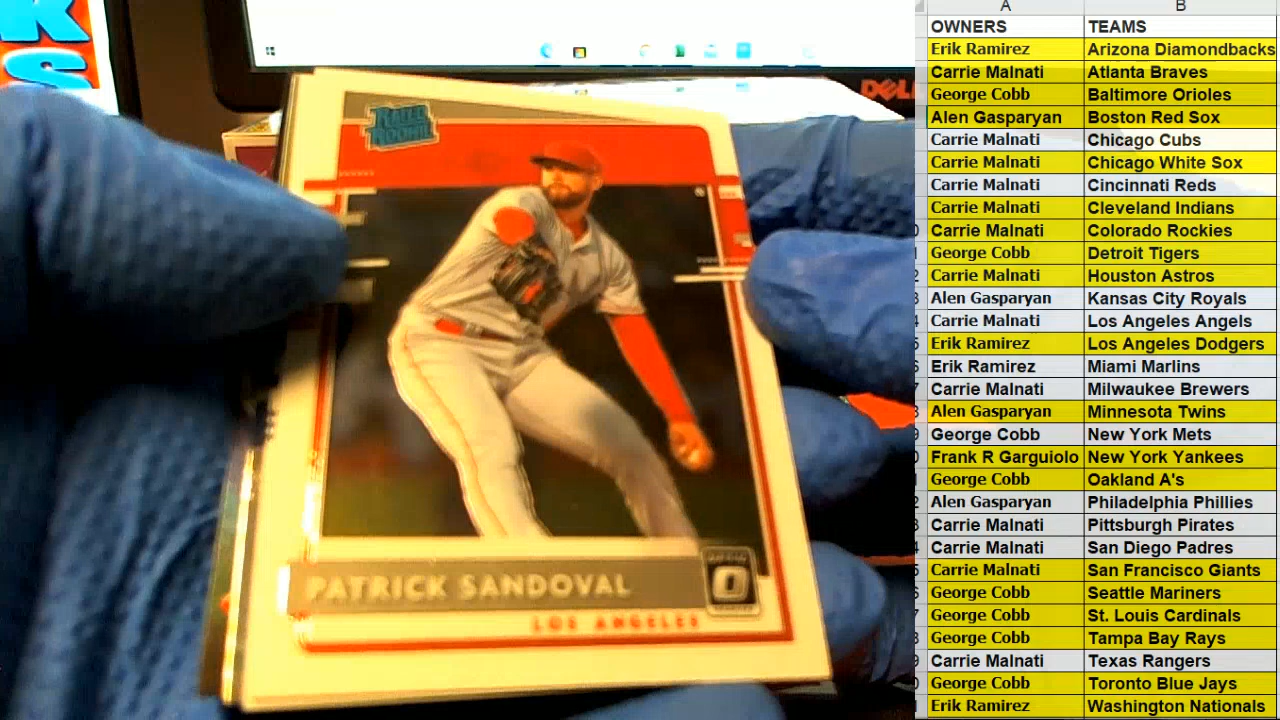 K
S
DELL
RATED
ROOKIE
PATRICK SANDOVAL
LOS ANGELES
A B
OWNERS TEAMS
Erik Ramirez Arizona Diamondbacks
Carrie Malnati Atlanta Braves
George Cobb Baltimore Orioles
Alen Gasparyan Boston Red Sox
Carrie Malnati Chicago Cubs
Carrie Malnati Chicago White Sox
Carrie Malnati Cincinnati Reds
Carrie Malnati Cleveland Indians
Carrie Malnati Colorado Rockies
George Cobb Detroit Tigers
Carrie Malnati Houston Astros
Alen Gasparyan Kansas City Royals
Carrie Malnati Los Angeles Angels
Erik Ramirez Los Angeles Dodgers
Erik Ramirez Miami Marlins
Carrie Malnati Milwaukee Brewers
Alen Gasparyan Minnesota Twins
George Cobb New York Mets
Frank R Garguiolo New York Yankees
George Cobb Oakland A's
Alen Gasparyan Philadelphia Phillies
Carrie Malnati Pittsburgh Pirates
Carrie Malnati San Diego Padres
Carrie Malnati San Francisco Giants
George Cobb Seattle Mariners
George Cobb St. Louis Cardinals
George Cobb Tampa Bay Rays
Carrie Malnati Texas Rangers
George Cobb Toronto Blue Jays
Erik Ramirez Washington Nationals